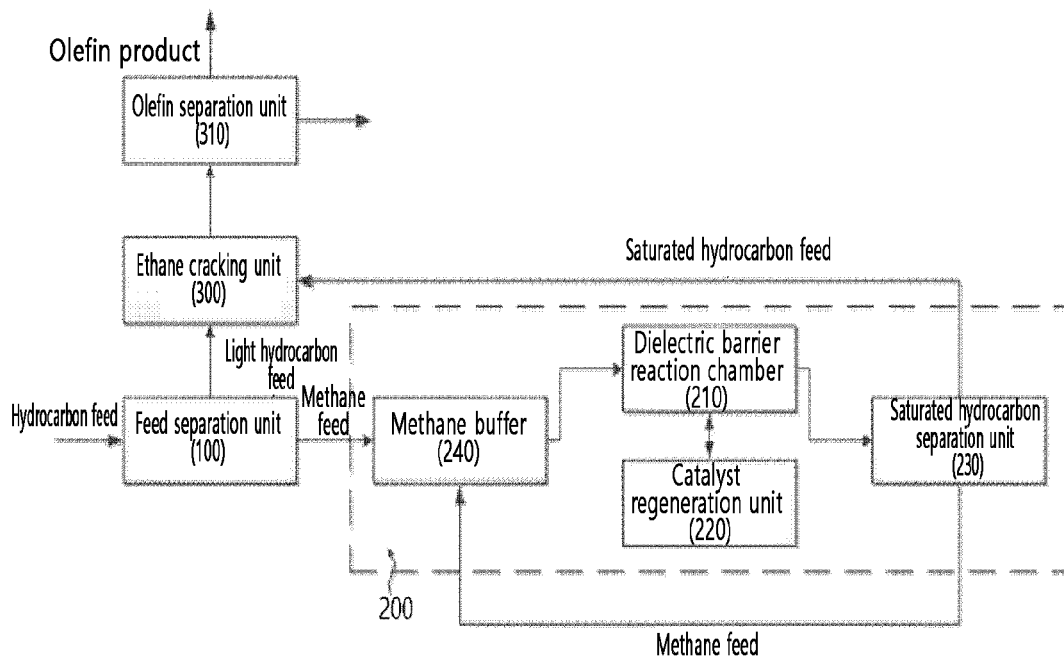 Olefin product
Olefin separation unit
(310)
Ethane cracking unit
(300)
Saturated hydrocarbon feed
Light hydrocarbon
feed
Methane
feed
Hydrocarbon feed
Feed separation unit
(100)
Methane buffer
(240)
Dielectric barrier
reaction chamber
(210)
Catalyst
regeneration unit
(220)
Saturated hydrocarbon
separation unit
(230)
200
Methane feed